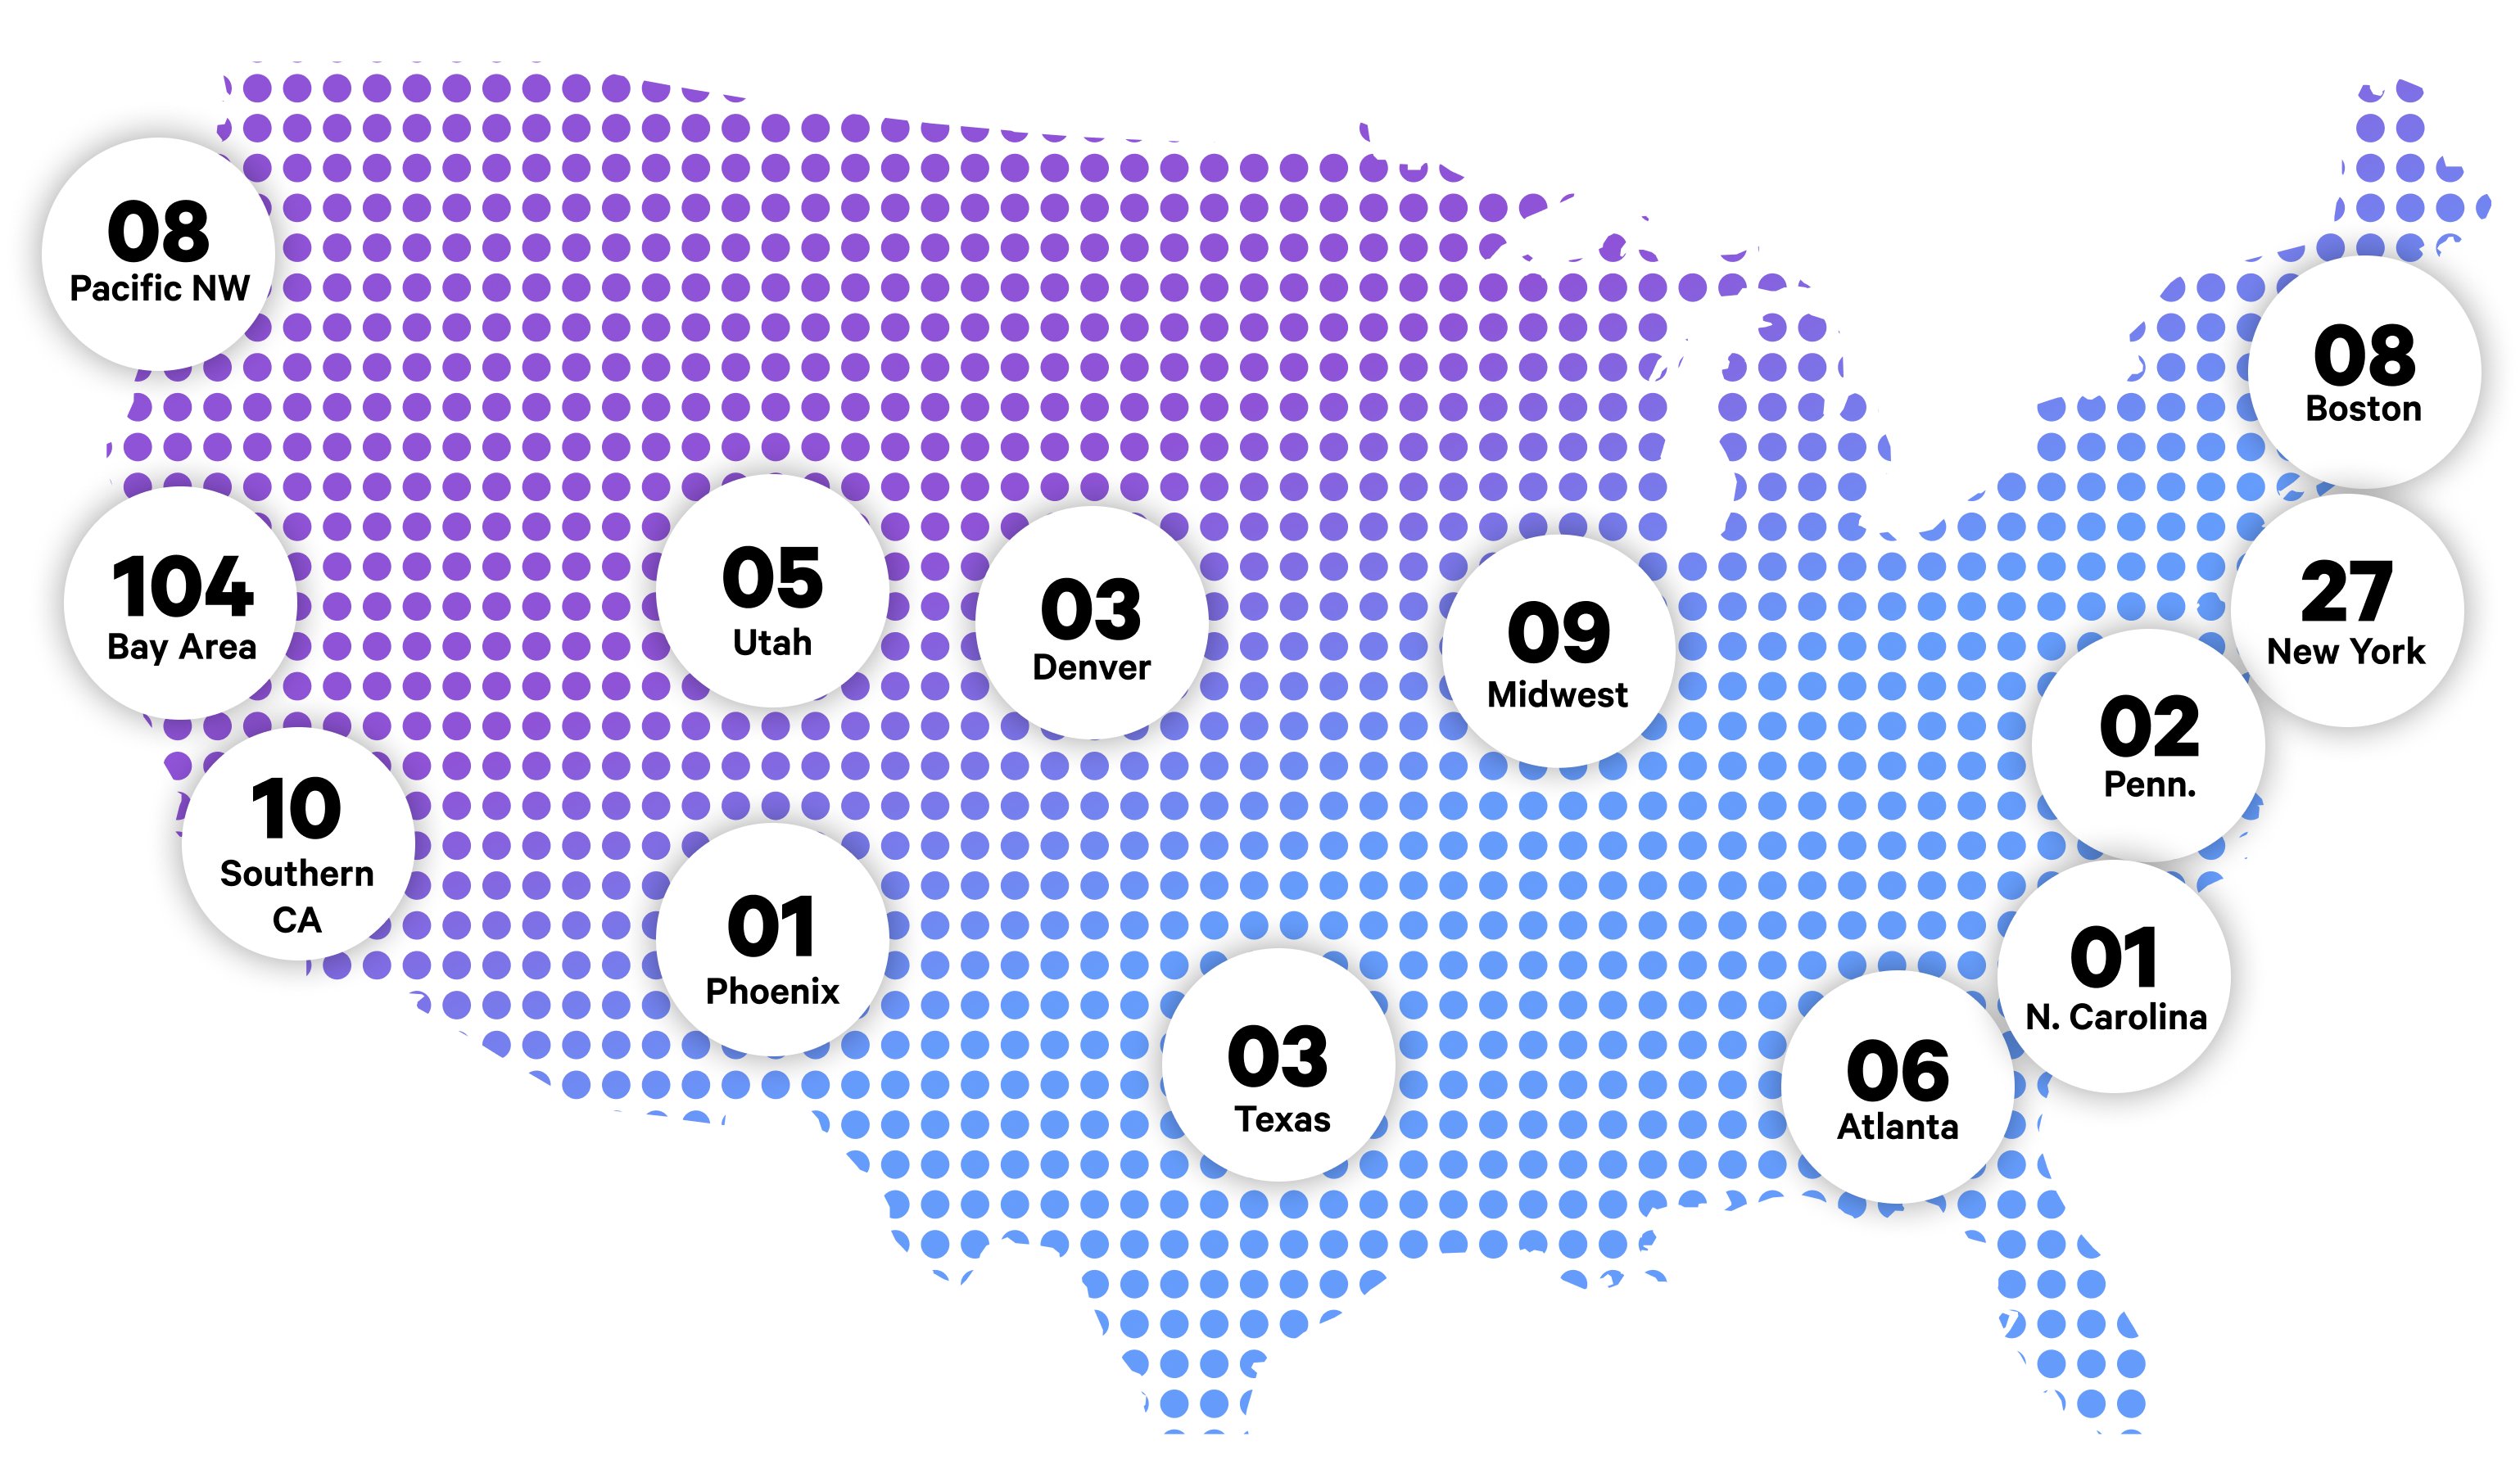 08
Pacific NW
08
Boston
104
Bay Area
05
Utah
03
Denver
09
Midwest
27
New York
02
Penn.
10
Southern
CA
01
Phoenix
03
Texas
06
Atlanta
01
N. Carolina